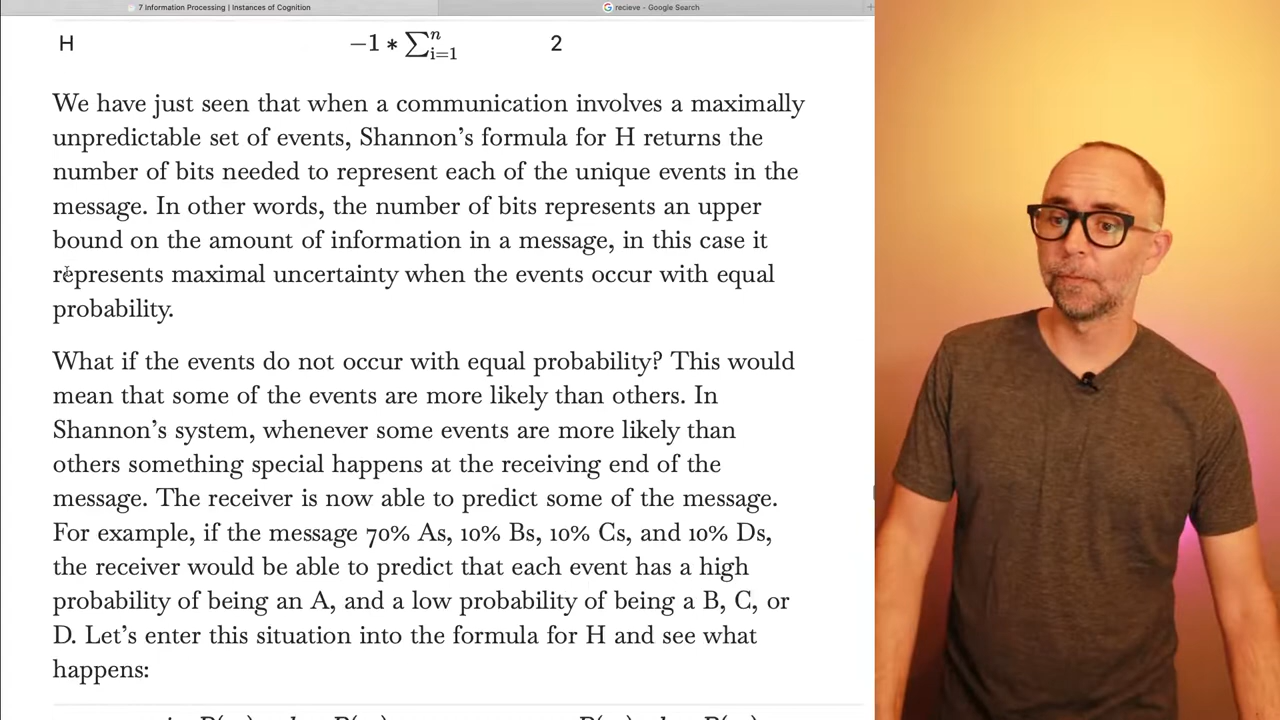 7 Information Processing | Instances of Cognition
recieve - Google Search
H −1 ∗ ∑ⁿᵢ₌₁ 2
We have just seen that when a communication involves a maximally
unpredictable set of events, Shannon’s formula for H returns the
number of bits needed to represent each of the unique events in the
message. In other words, the number of bits represents an upper
bound on the amount of information in a message, in this case it
represents maximal uncertainty when the events occur with equal
probability.
What if the events do not occur with equal probability? This would
mean that some of the events are more likely than others. In
Shannon’s system, whenever some events are more likely than
others something special happens at the receiving end of the
message. The receiver is now able to predict some of the message.
For example, if the message 70% As, 10% Bs, 10% Cs, and 10% Ds,
the receiver would be able to predict that each event has a high
probability of being an A, and a low probability of being a B, C, or
D. Let’s enter this situation into the formula for H and see what
happens: